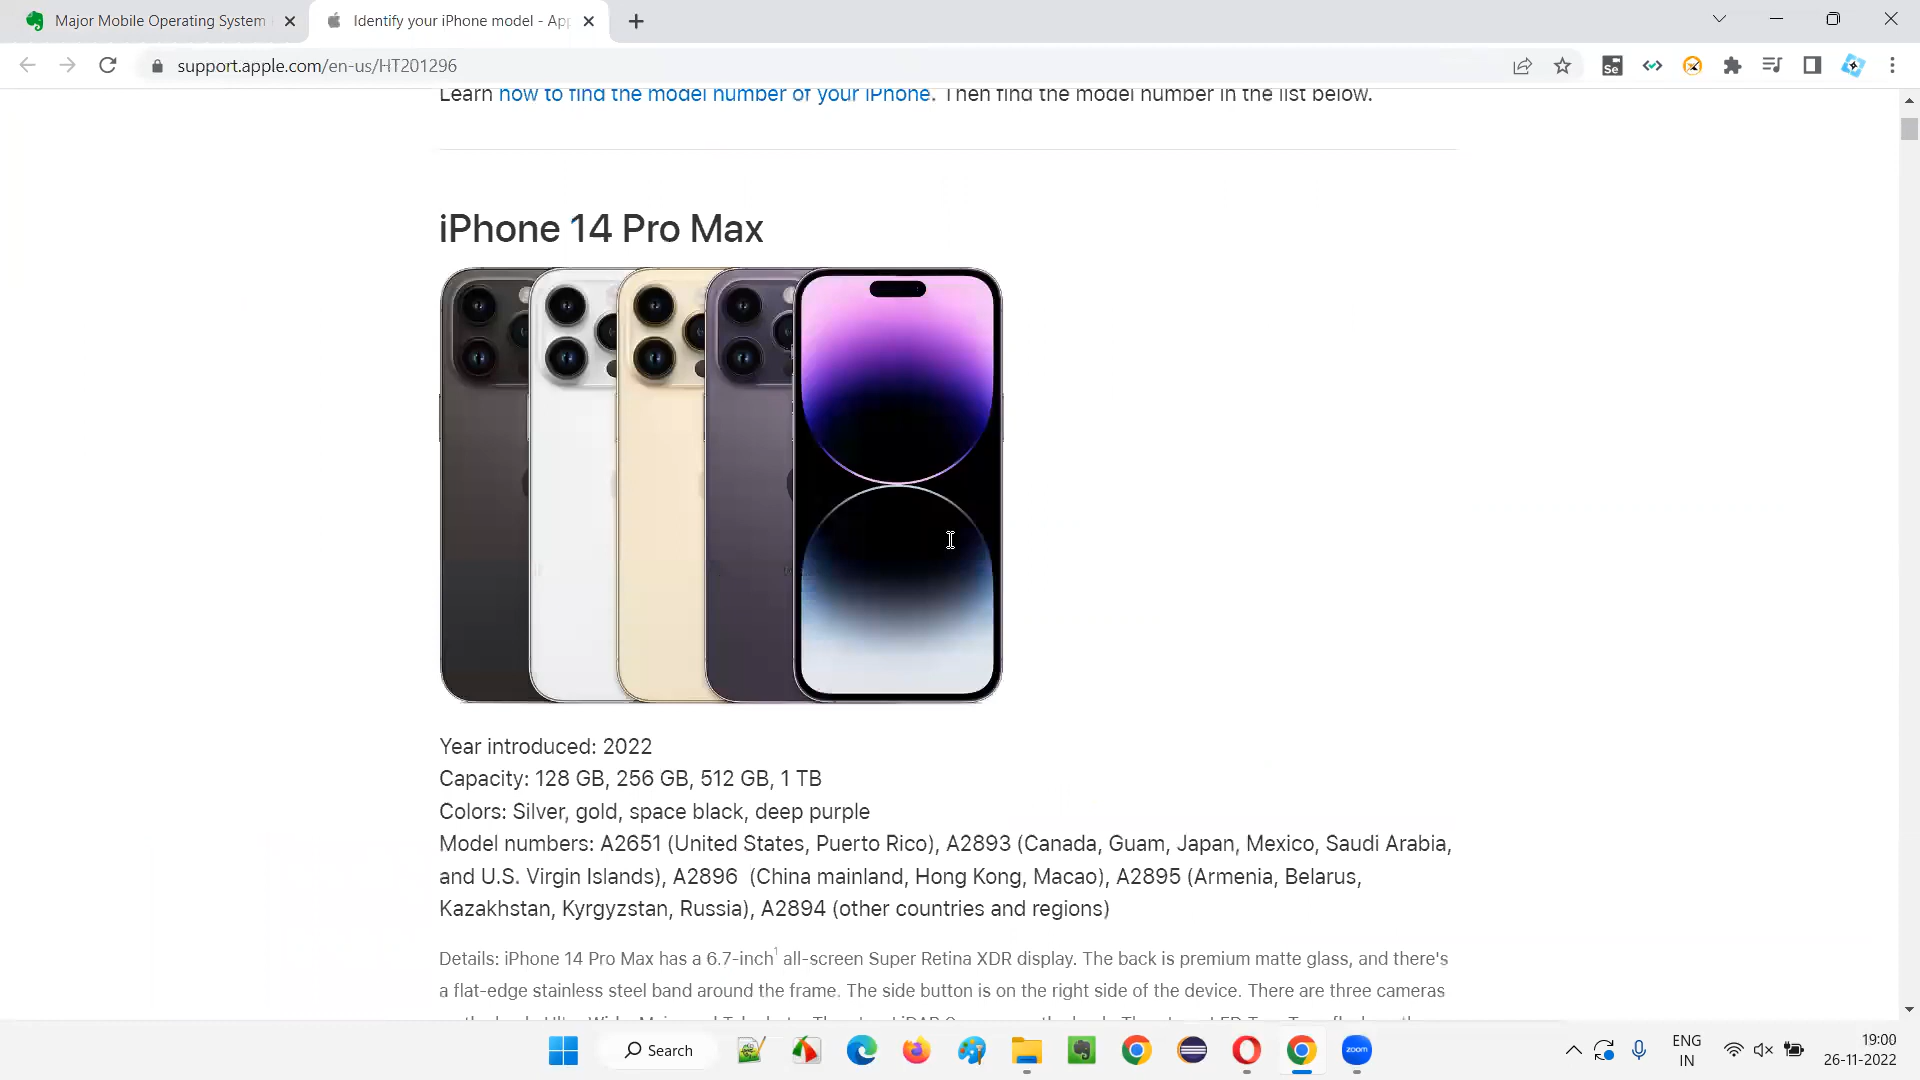 Major Mobile Operating System
Identify your iPhone model - App
support.apple.com/en-us/HT201296
Se
Learn how to find the model number of your iPhone. Then find the model number in the list below.
iPhone 14 Pro Max
Year introduced: 2022
Capacity: 128 GB, 256 GB, 512 GB, 1 TB
Colors: Silver, gold, space black, deep purple
Model numbers: A2651 (United States, Puerto Rico), A2893 (Canada, Guam, Japan, Mexico, Saudi Arabia,
and U.S. Virgin Islands), A2896 (China mainland, Hong Kong, Macao), A2895 (Armenia, Belarus,
Kazakhstan, Kyrgyzstan, Russia), A2894 (other countries and regions)
Details: iPhone 14 Pro Max has a 6.7-inch1 all-screen Super Retina XDR display. The back is premium matte glass, and there's
a flat-edge stainless steel band around the frame. The side button is on the right side of the device. There are three cameras
Search
zoom
ENG
IN
19:00
26-11-2022